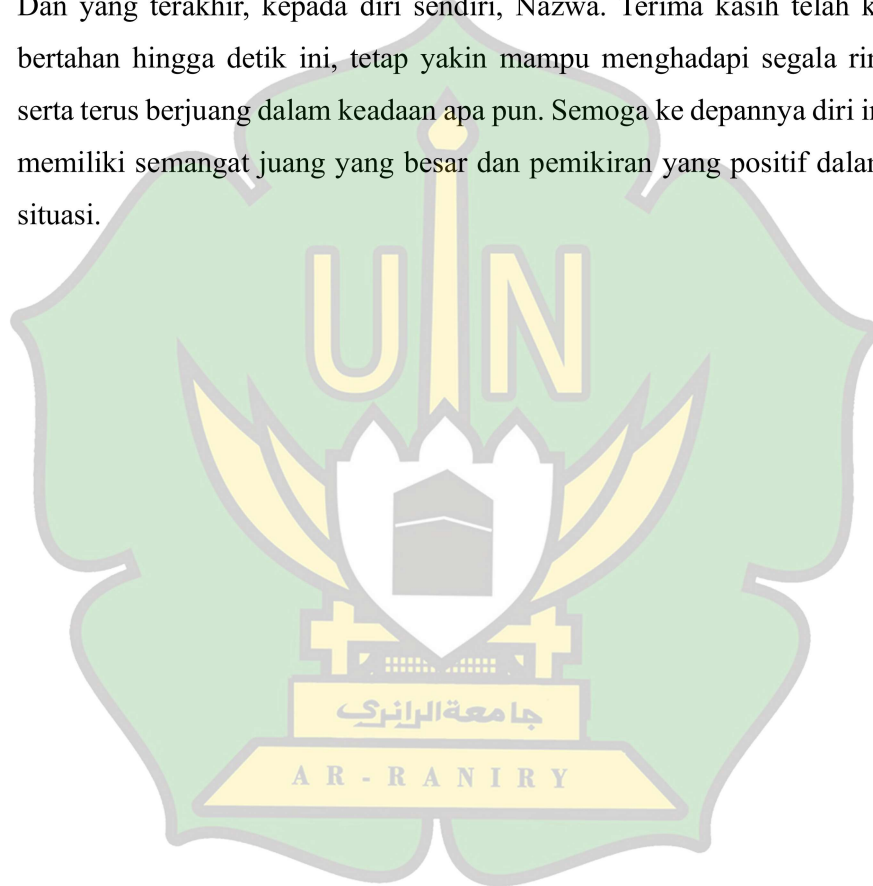 Dan yang terakhir, kepada diri sendiri, Nazwa. Terima kasih telah k
bertahan hingga detik ini, tetap yakin mampu menghadapi segala rin
serta terus berjuang dalam keadaan apa pun. Semoga ke depannya diri in
memiliki semangat juang yang besar dan pemikiran yang positif dalam
situasi.
UIN
جامعة الرانري
AR-RANIRY